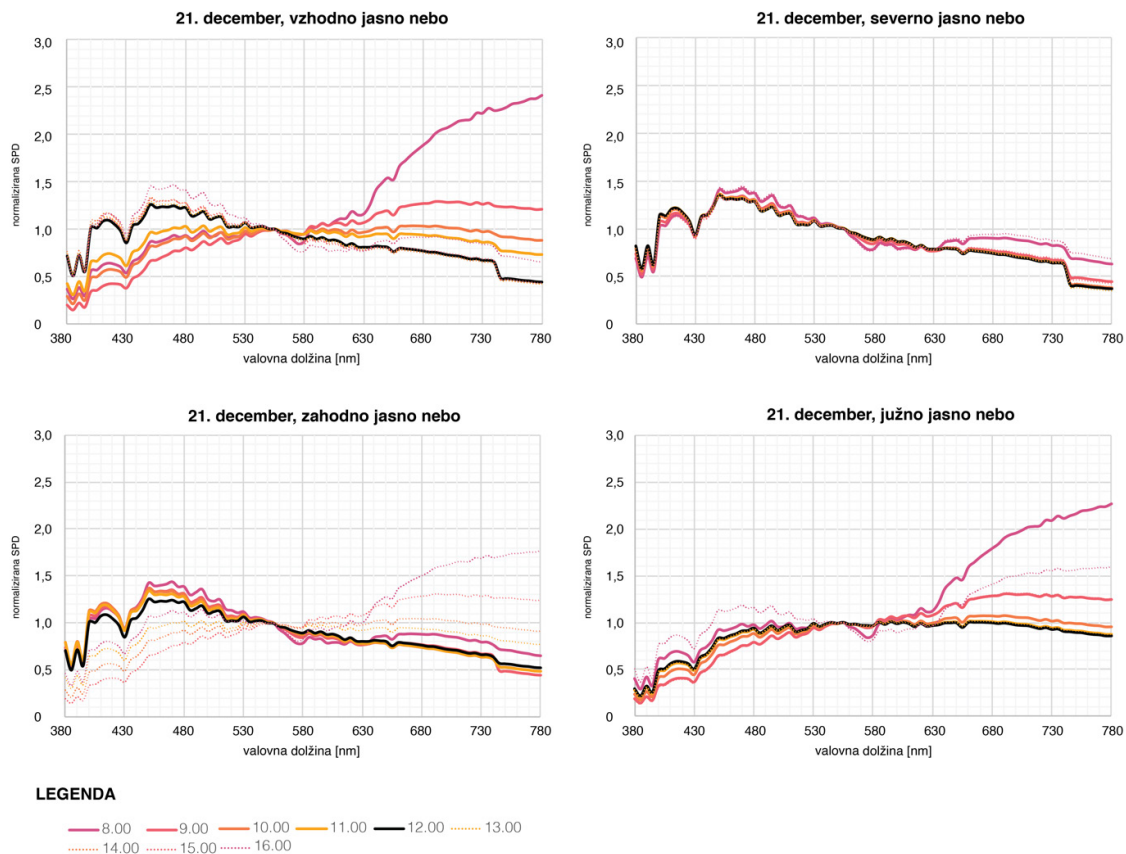 21. december, vzhodno jasno nebo
normalizirana SPD
3,0
2,5
2,0
1,5
1,0
0,5
0
380 430 480 530 580 630 680 730 780
valovna dolžina [nm]
21. december, severno jasno nebo
normalizirana SPD
3,0
2,5
2,0
1,5
1,0
0,5
0
380 430 480 530 580 630 680 730 780
valovna dolžina [nm]
21. december, zahodno jasno nebo
normalizirana SPD
3,0
2,5
2,0
1,5
1,0
0,5
0
380 430 480 530 580 630 680 730 780
valovna dolžina [nm]
21. december, južno jasno nebo
normalizirana SPD
3,0
2,5
2,0
1,5
1,0
0,5
0
380 430 480 530 580 630 680 730 780
valovna dolžina [nm]
LEGENDA
8.00 9.00 10.00 11.00 12.00 13.00
14.00 15.00 16.00